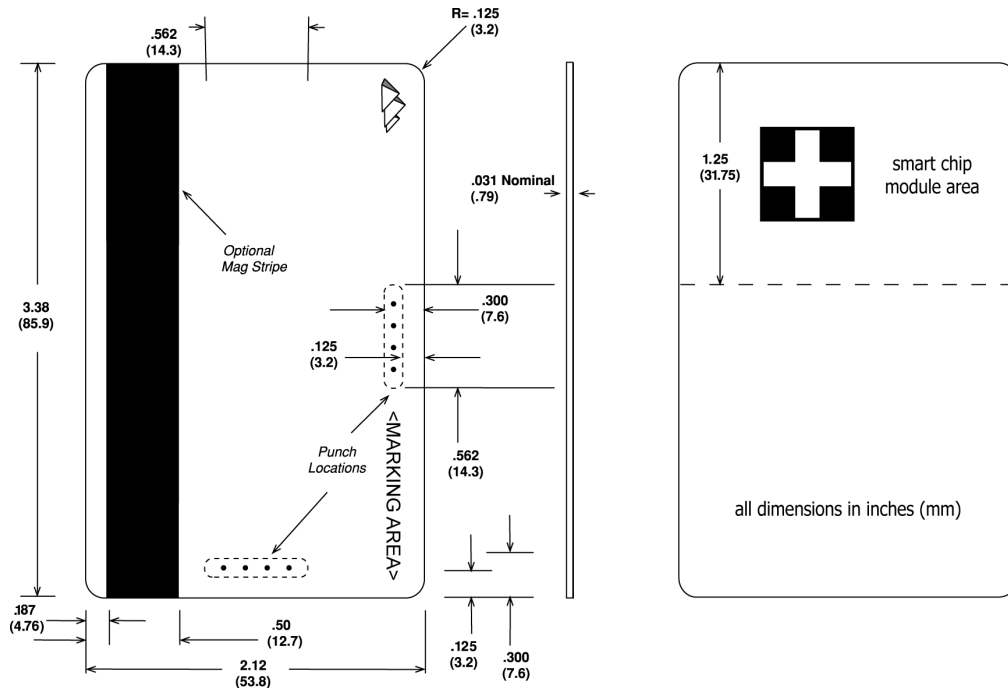 .562
(14.3)
R= .125
(3.2)
1.25
(31.75)
smart chip
module area
.031 Nominal
(.79)
Optional
Mag Stripe
3.38
(85.9)
.300
(7.6)
.125
(3.2)
Punch
Locations
<MARKING AREA>
.562
(14.3)
all dimensions in inches (mm)
.187
(4.76)
.50
(12.7)
2.12
(53.8)
.125
(3.2)
.300
(7.6)